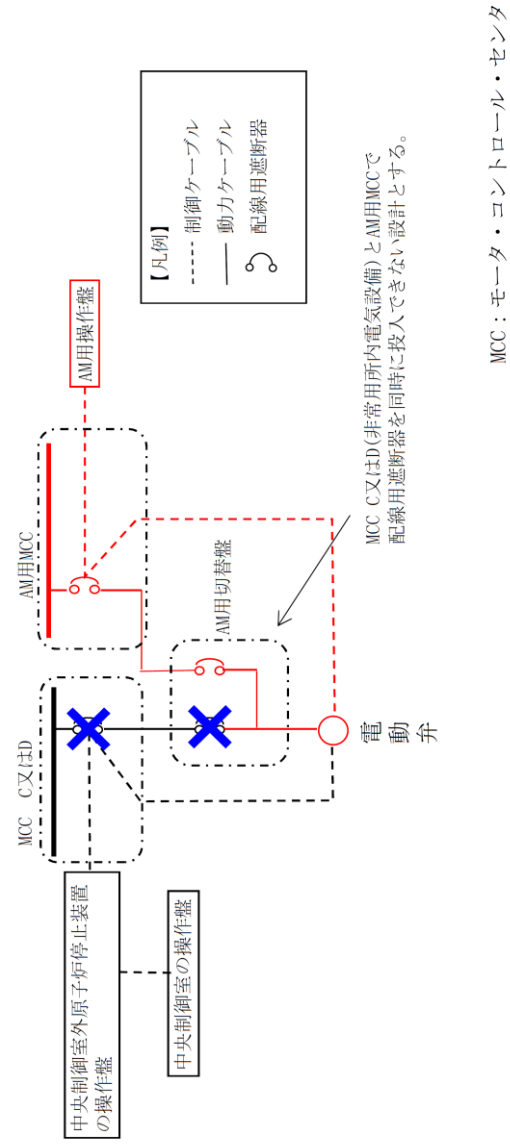 中央制御室外原子炉停止装置
の操作盤
中央制御室の操作盤
MCC C又はD
AM用MCC
AM用操作盤
AM用切替盤
電動弁
MCC C又はD(非常用所内電気設備)とAM用MCCで
配線用遮断器を同時に投入できない設計とする。
【凡例】
制御ケーブル
動力ケーブル
配線用遮断器
MCC：モータ・コントロール・センタ